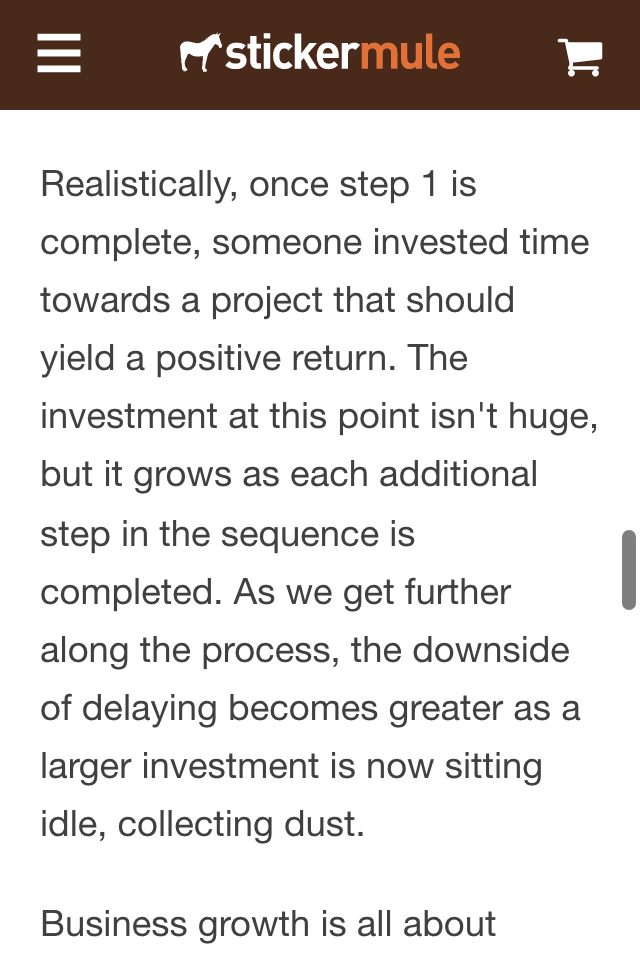 stickermule
Realistically, once step 1 is
complete, someone invested time
towards a project that should
yield a positive return. The
investment at this point isn't huge,
but it grows as each additional
step in the sequence is
completed. As we get further
along the process, the downside
of delaying becomes greater as a
larger investment is now sitting
idle, collecting dust.
Business growth is all about